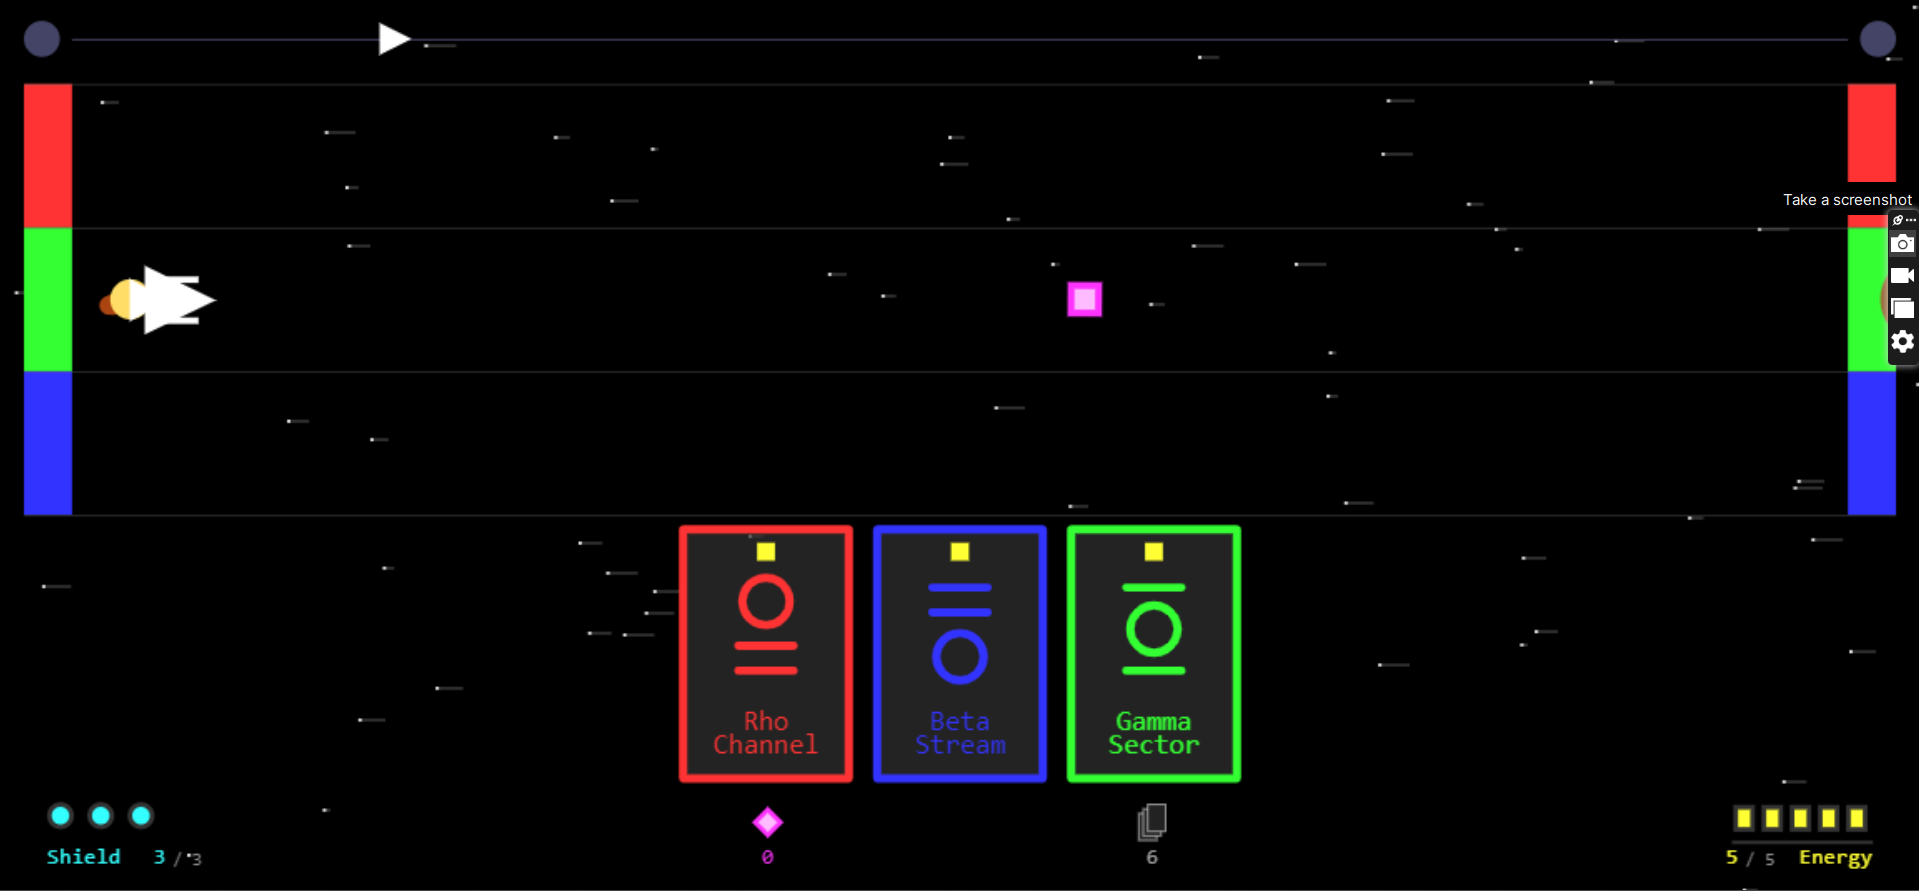 Take a screenshot
Rho
Channel
Beta
Stream
Gamma
Sector
Shield 3 / 3
0
6
5 / 5 Energy